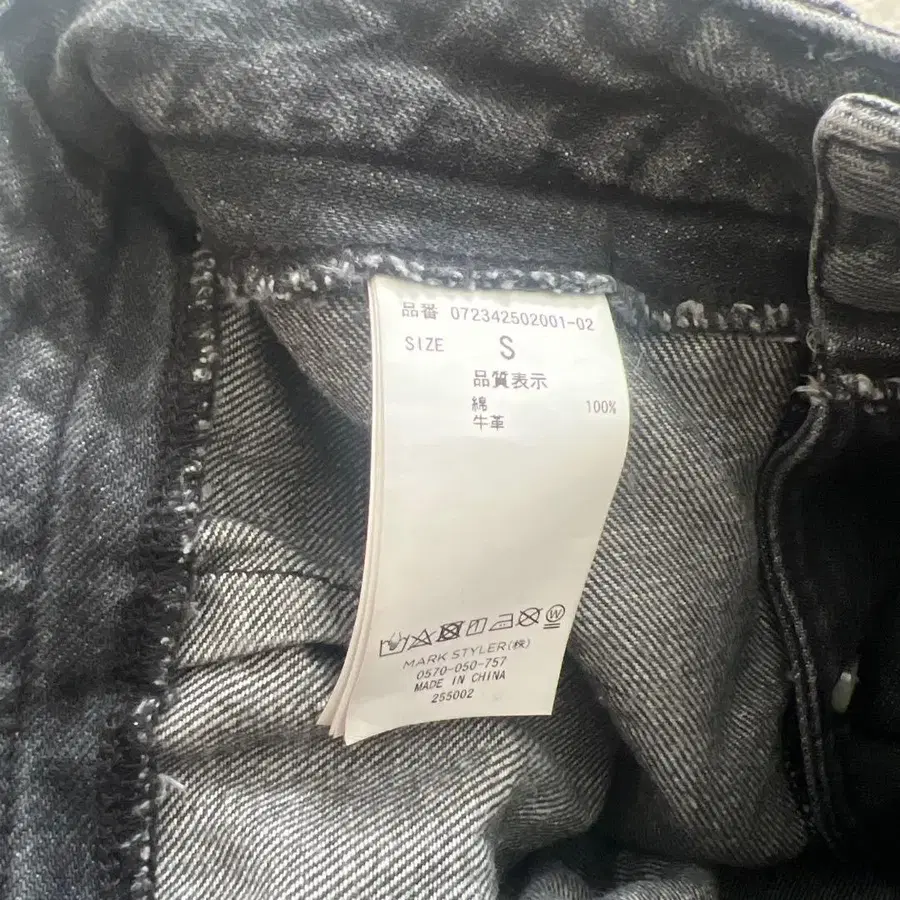 品番 072342502001-02
SIZE S
品質表示
綿 100%
牛革
MARK STYLER(株)
0570-050-757
MADE IN CHINA
255002